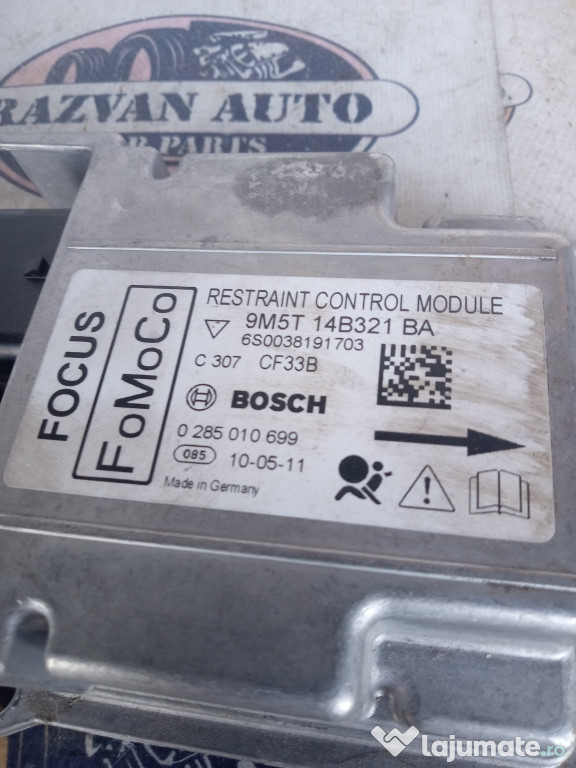 RAZVAN AUTO
PARTS
FOCUS
FoMoCo
RESTRAINT CONTROL MODULE
9M5T 14B321 BA
6S0038191703
C 307 CF33B
BOSCH
0 285 010 699
085 10-05-11
Made in Germany
lajumate.ro